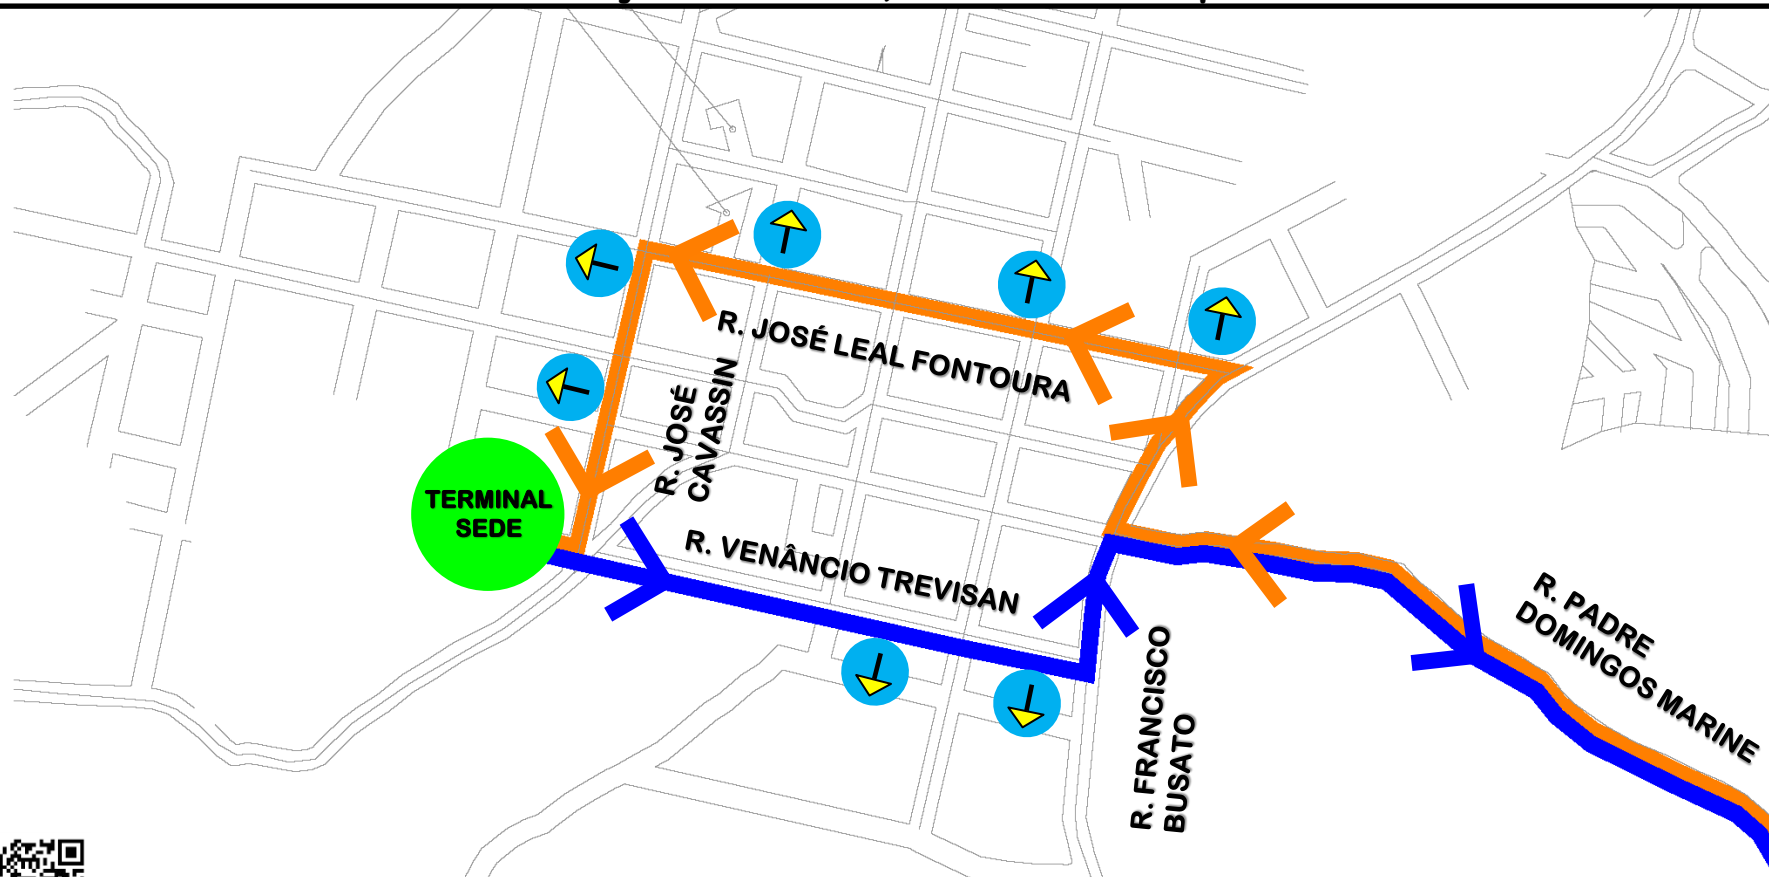 R. JOSÉ LEAL FONTOURA
R. JOSÉ
CAVASSIN
TERMINAL
SEDE
R. VENÂNCIO TREVISAN
R. PADRE
DOMINGOS MARINE
R. FRANCISCO
BUSATO